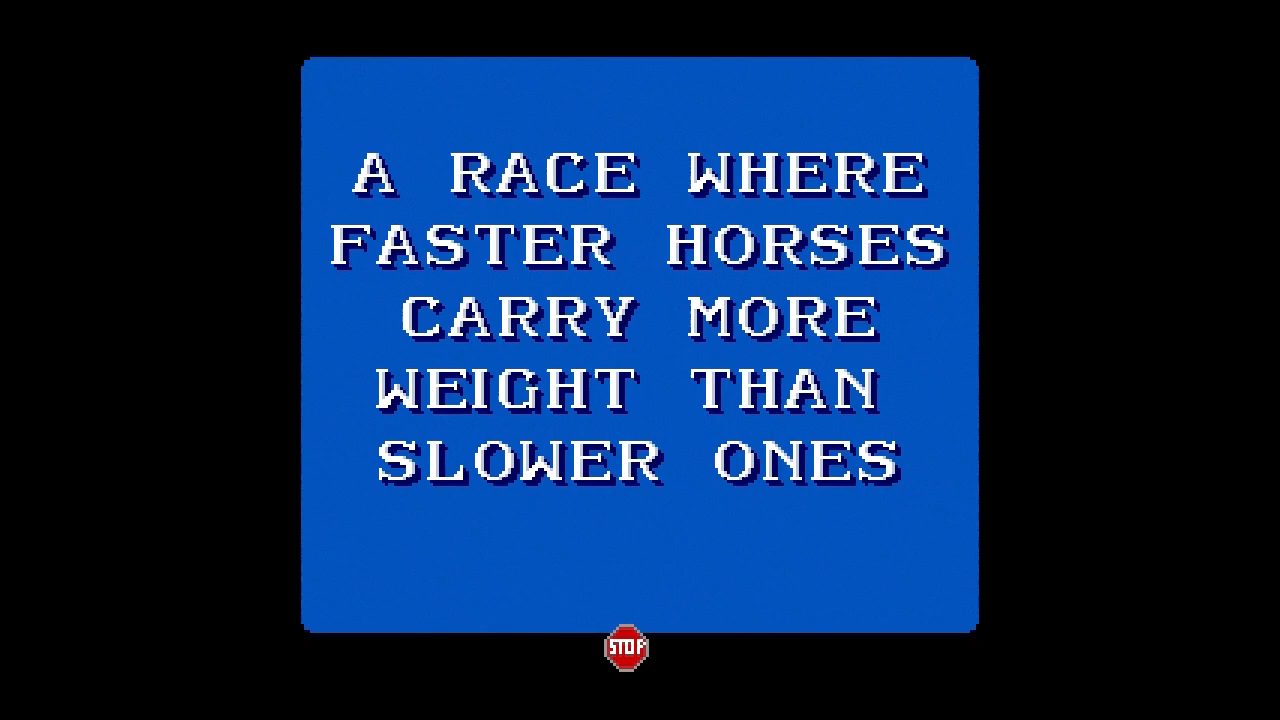 A RACE WHERE
FASTER HORSES
CARRY MORE
WEIGHT THAN
SLOWER ONES
STOP